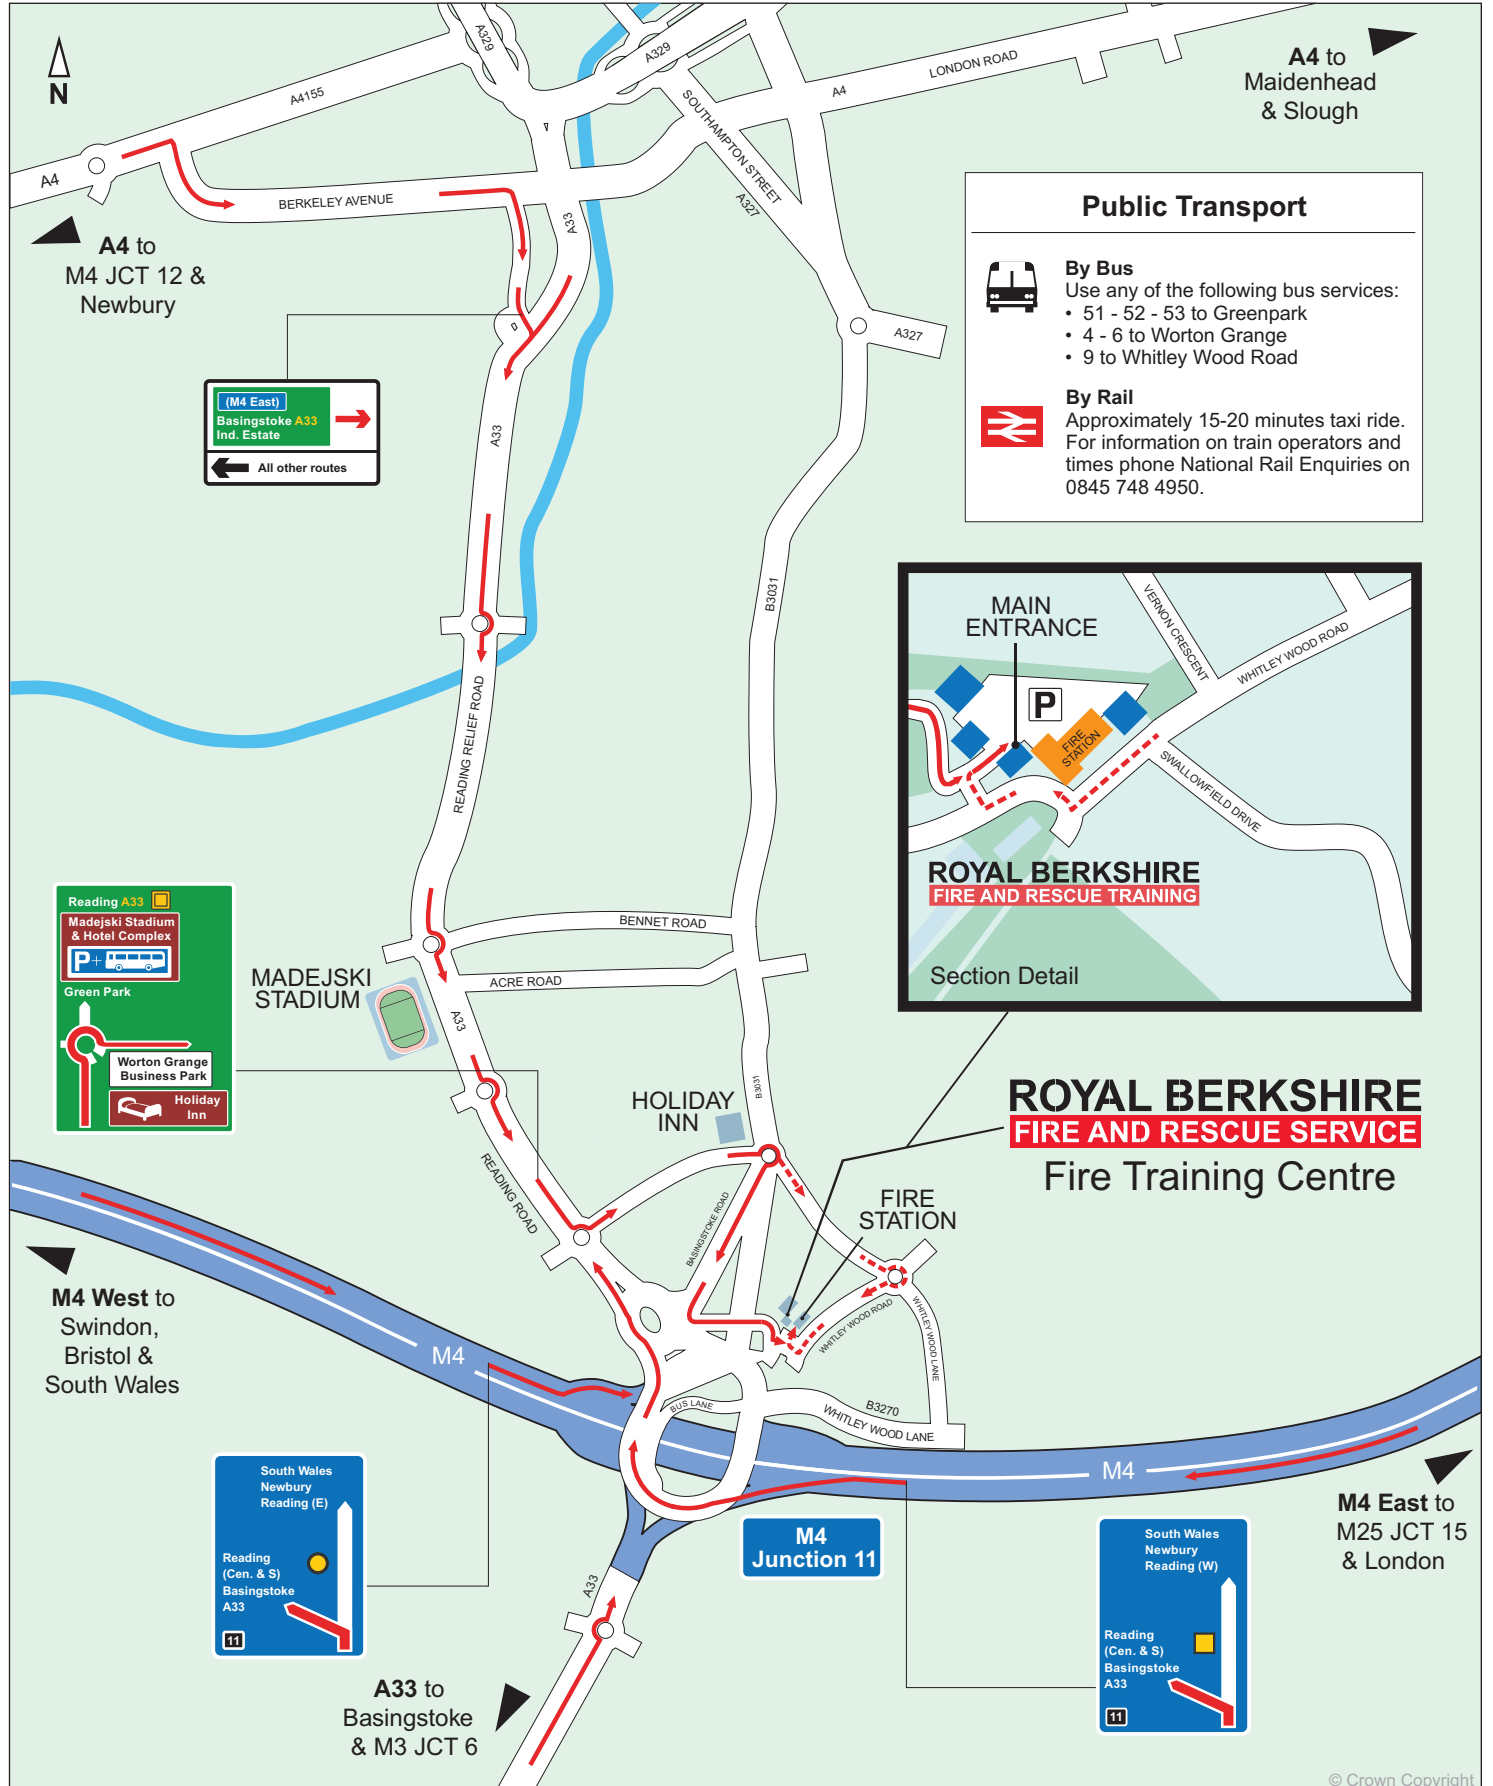 A329
A329
A4155
LONDON ROAD
A4
A4 to
Maidenhead
& Slough
N
SOUTHAMPTON STREET
A327
A4
BERKELEY AVENUE
A33
A4 to
M4 JCT 12 &
Newbury
A327
Public Transport
By Bus
Use any of the following bus services:
• 51 - 52 - 53 to Greenpark
• 4 - 6 to Worton Grange
• 9 to Whitley Wood Road
By Rail
Approximately 15-20 minutes taxi ride.
For information on train operators and
times phone National Rail Enquiries on
0845 748 4950.
(M4 East)
Basingstoke A33
Ind. Estate
All other routes
A33
B3031
READING RELIEF ROAD
MAIN
ENTRANCE
VERNON CRESCENT
WHITLEY WOOD ROAD
P
FIRE
STATION
SWALLOWFIELD DRIVE
ROYAL BERKSHIRE
FIRE AND RESCUE TRAINING
Section Detail
Reading A33
Madejski Stadium
& Hotel Complex
P+
Green Park
Worton Grange
Business Park
Holiday
Inn
BENNET ROAD
ACRE ROAD
MADEJSKI
STADIUM
A33
B3031
HOLIDAY
INN
ROYAL BERKSHIRE
FIRE AND RESCUE SERVICE
Fire Training Centre
READING ROAD
BASINGSTOKE ROAD
FIRE
STATION
WHITLEY WOOD ROAD
WHITLEY WOOD LANE
M4 West to
Swindon,
Bristol &
South Wales
M4
BUS LANE
B3270
WHITLEY WOOD LANE
M4
M4 East to
M25 JCT 15
& London
South Wales
Newbury
Reading (E)
Reading
(Cen. & S)
Basingstoke
A33
11
M4
Junction 11
South Wales
Newbury
Reading (W)
Reading
(Cen. & S)
Basingstoke
A33
11
A33
A33 to
Basingstoke
& M3 JCT 6
© Crown Copyright